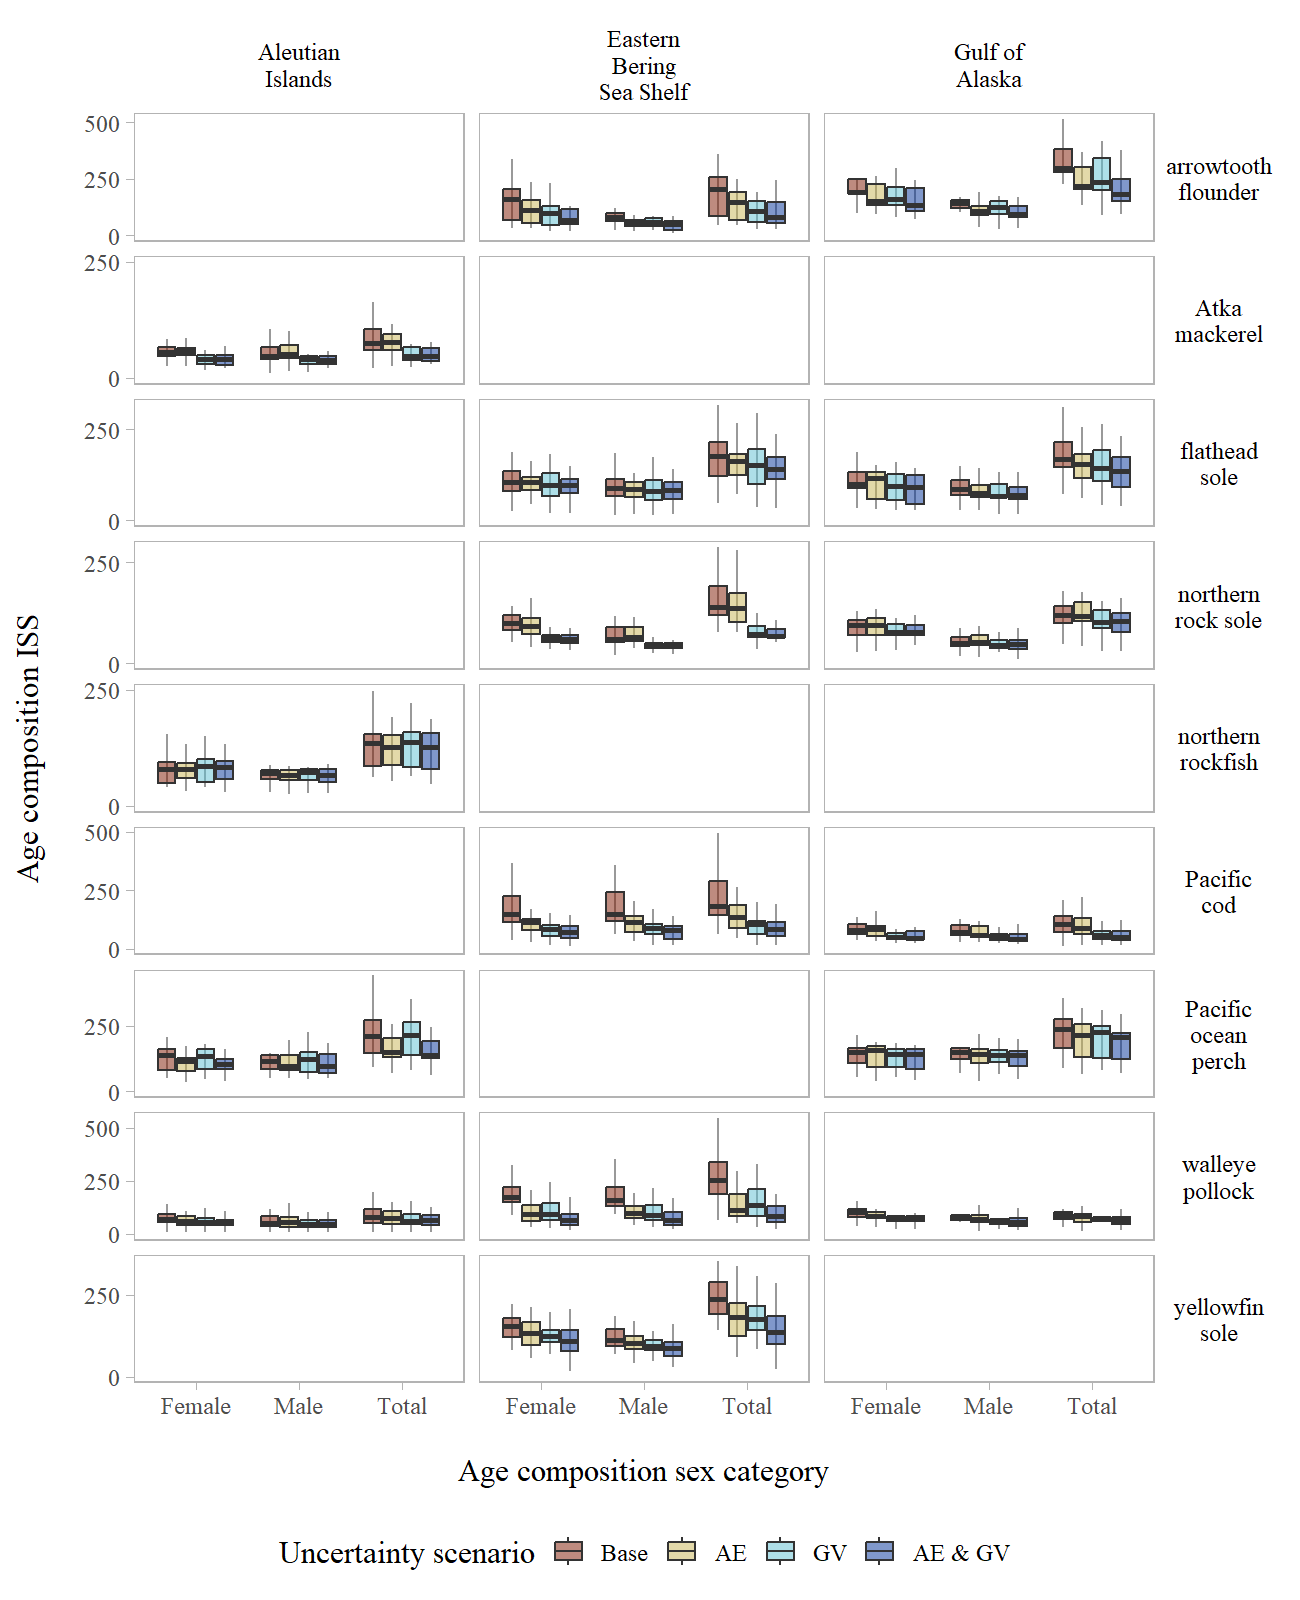 Aleutian
Islands
Eastern
Bering
Sea Shelf
Gulf of
Alaska
500
250
0
arrowtooth
flounder
250
0
Atka
mackerel
250
0
flathead
sole
250
0
northern
rock sole
250
0
northern
rockfish
500
250
0
Pacific
cod
250
0
Pacific
ocean
perch
500
250
0
walleye
pollock
250
0
yellowfin
sole
Age composition ISS
Female Male Total Female Male Total Female Male Total
Age composition sex category
Uncertainty scenario Base AE GV AE & GV